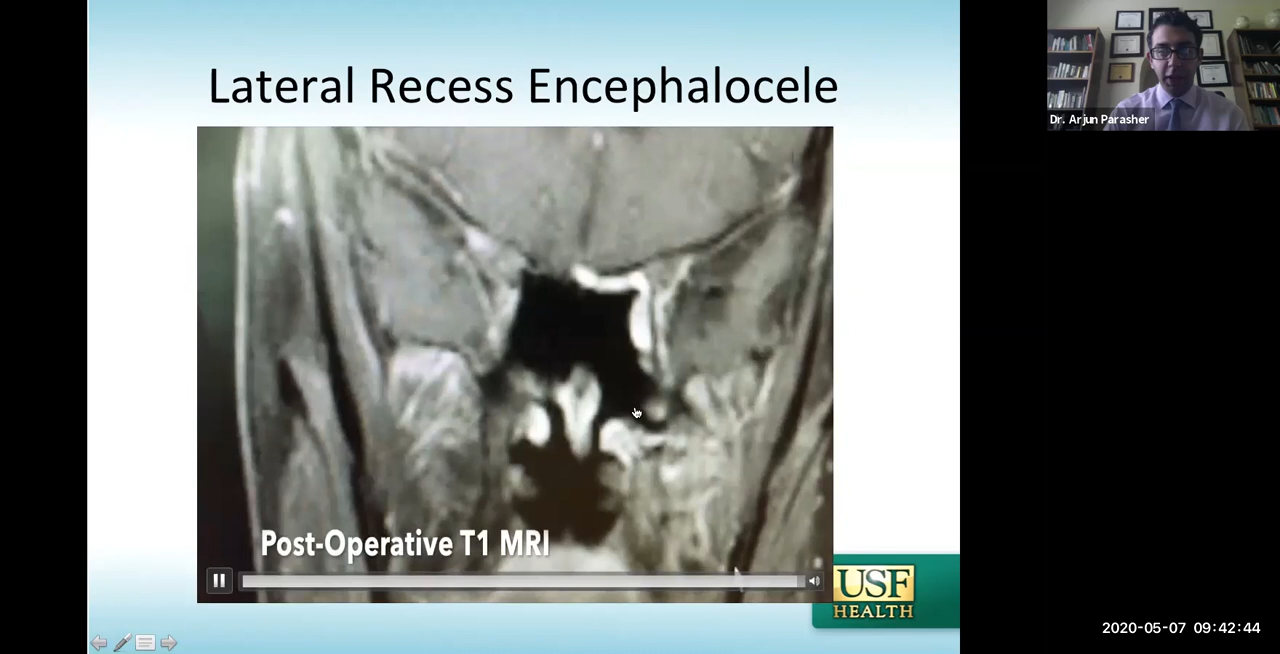 Lateral Recess Encephalocele
Dr. Arjun Parasher
Post-Operative T1 MRI
USF
HEALTH
2020-05-07 09:42:44